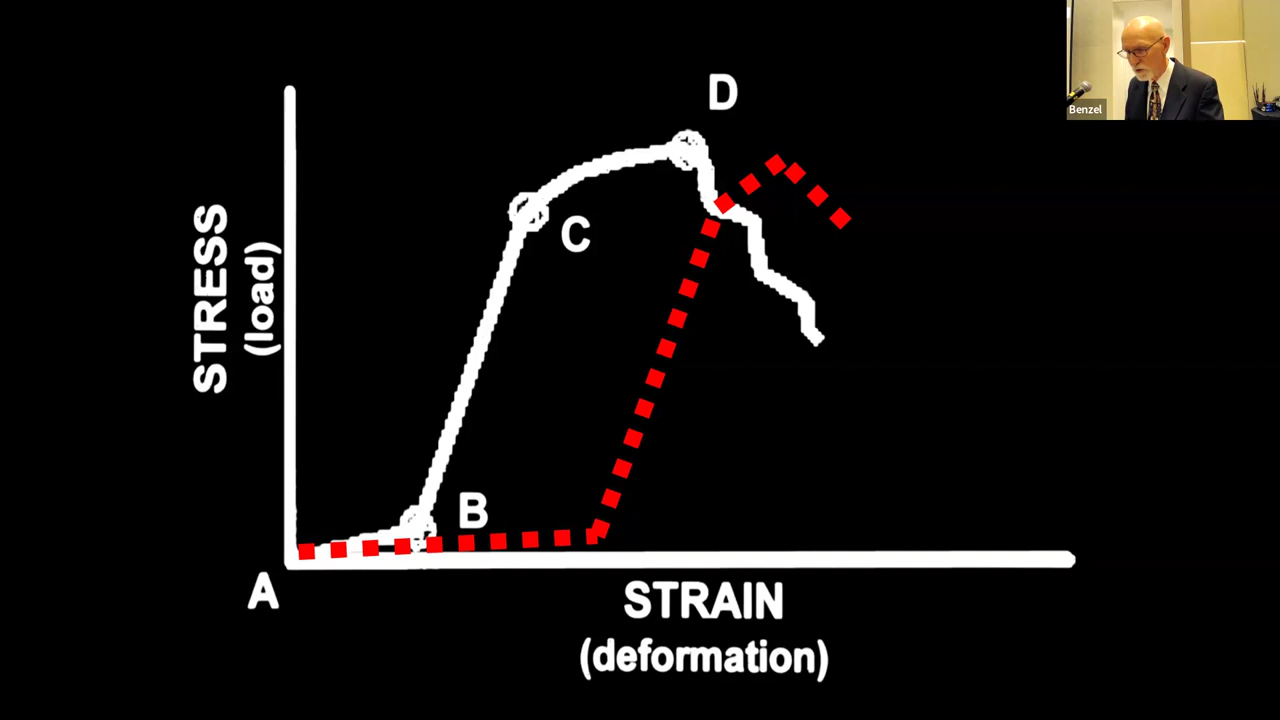 Benzel
D
C
STRESS
(load)
B
A
STRAIN
(deformation)